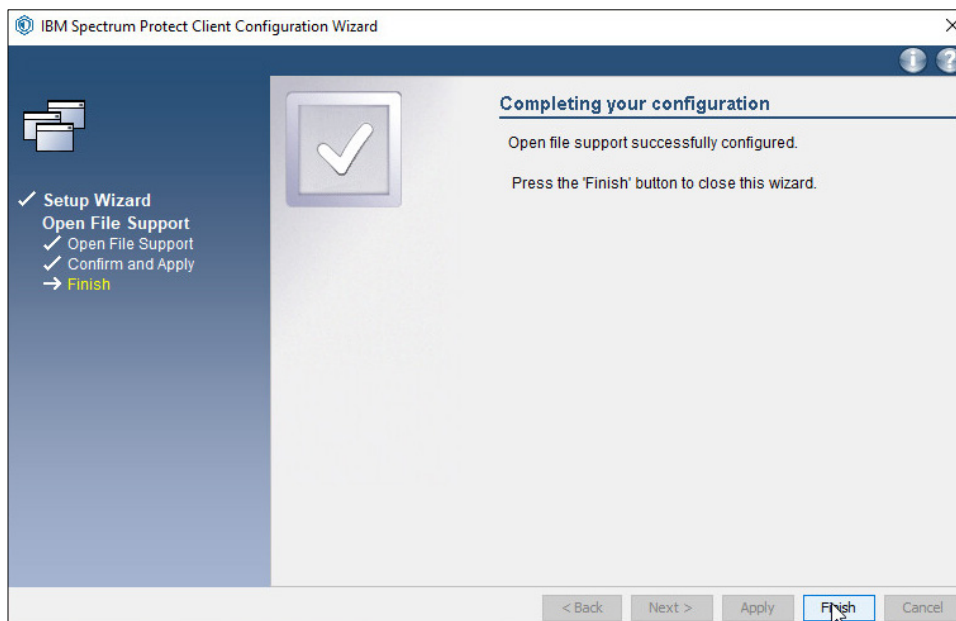 IBM Spectrum Protect Client Configuration Wizard
Setup Wizard
Open File Support
Open File Support
Confirm and Apply
Finish
Completing your configuration
Open file support successfully configured.
Press the 'Finish' button to close this wizard.
< Back
Next >
Apply
Finish
Cancel